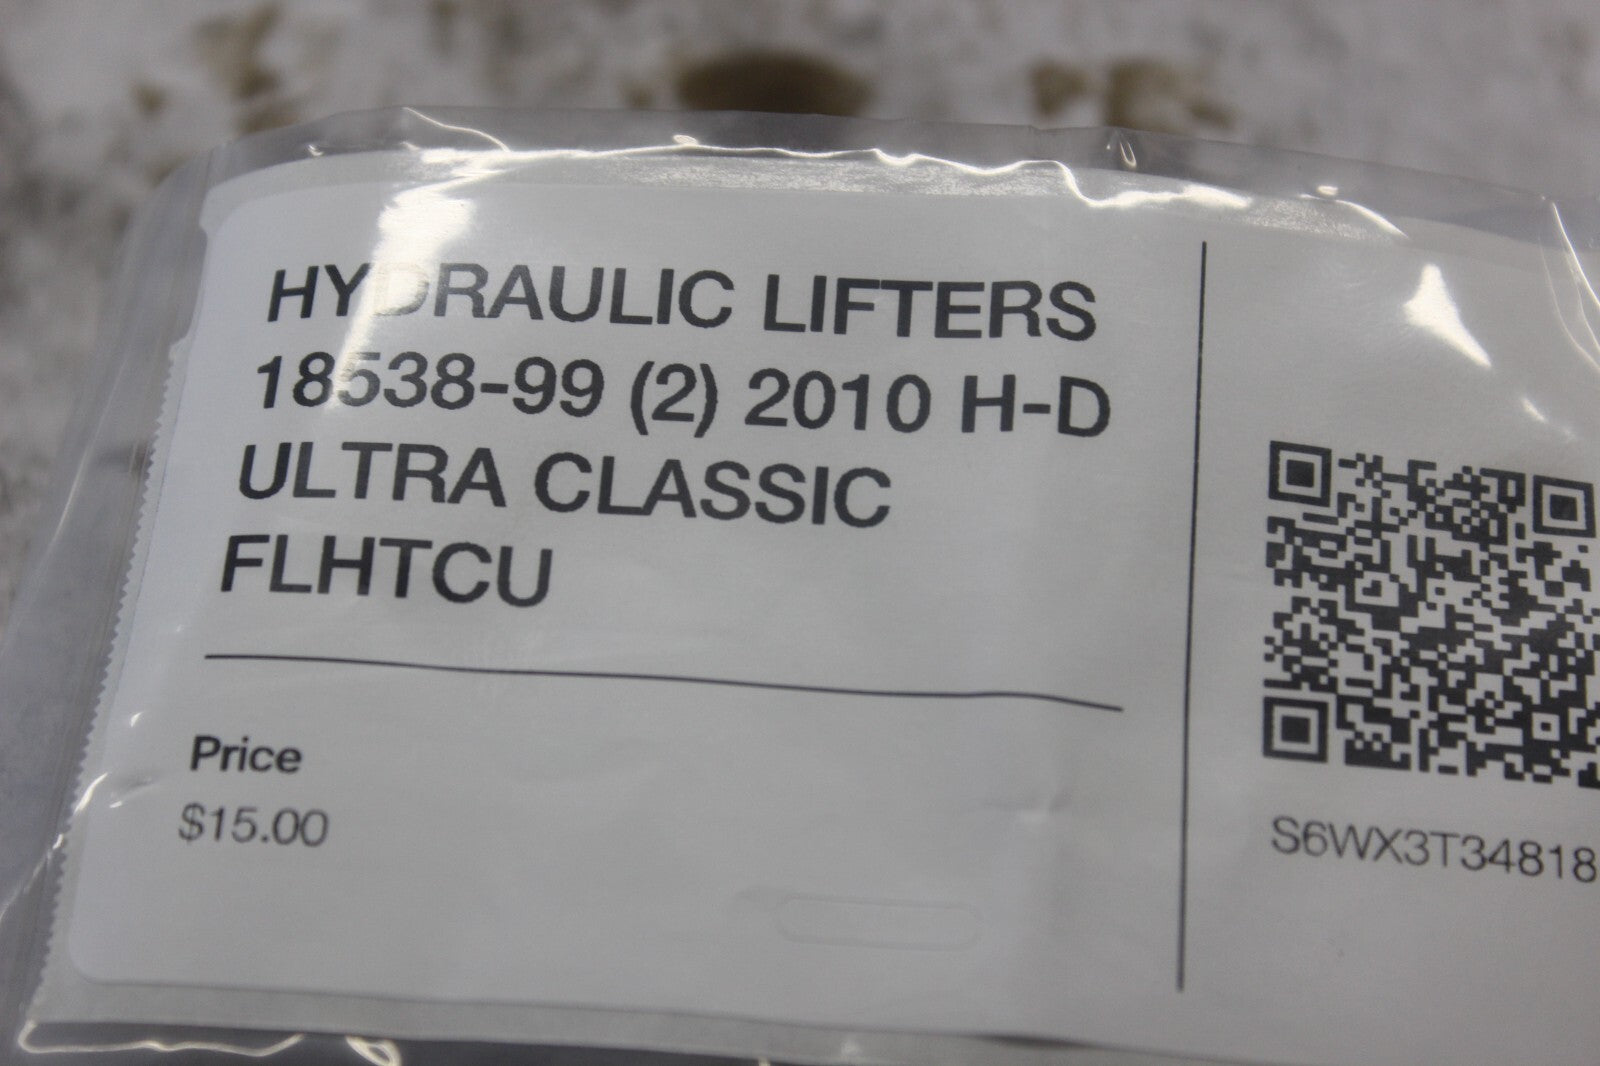 HYDRAULIC LIFTERS
18538-99 (2) 2010 H-D
ULTRA CLASSIC
FLHTCU
Price
$15.00
S6WX3T34818